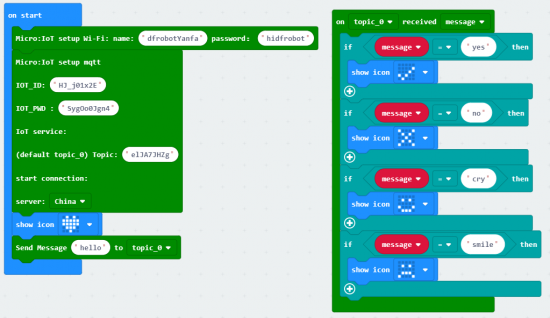 on start
Micro:IoT setup Wi-Fi: name: "dfrobotYanfa" password: "hidfrobot"
Micro:IoT setup mqtt
IOT_ID: "HJ_j01x2E"
IOT_PWD : "SygOo0Jgn4"
IoT service:
(default topic_0) Topic: "elJA7JHZg"
start connection:
server: China
show icon
Send Message "hello" to topic_0
on topic_0 received message
if message = "yes" then
show icon
if message = "no" then
show icon
if message = "cry" then
show icon
if message = "smile" then
show icon